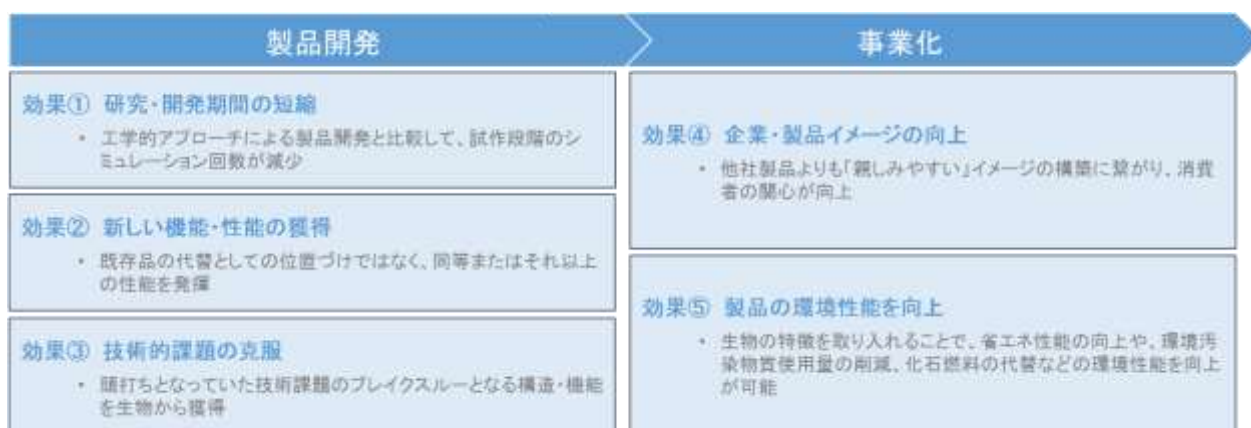 製品開発
効果① 研究・開発期間の短縮
・ 工学的アプローチによる製品開発と比較して、試作段階のシ
ミュレーション回数が減少
効果② 新しい機能・性能の獲得
・ 既存品の代替としての位置づけではなく、同等またはそれ以上
の性能を発揮
効果③ 技術的課題の克服
・ 頭打ちとなっていた技術課題のブレイクスルーとなる構造・機能
を生物から獲得
事業化
効果④ 企業・製品イメージの向上
・ 他社製品よりも「親しみやすい」イメージの構築に繋がり、消費
者の関心が向上
効果⑤ 製品の環境性能を向上
・ 生物の特徴を取り入れることで、省エネ性能の向上や、環境汚
染物質使用量の削減、化石燃料の代替などの環境性能を向上
が可能